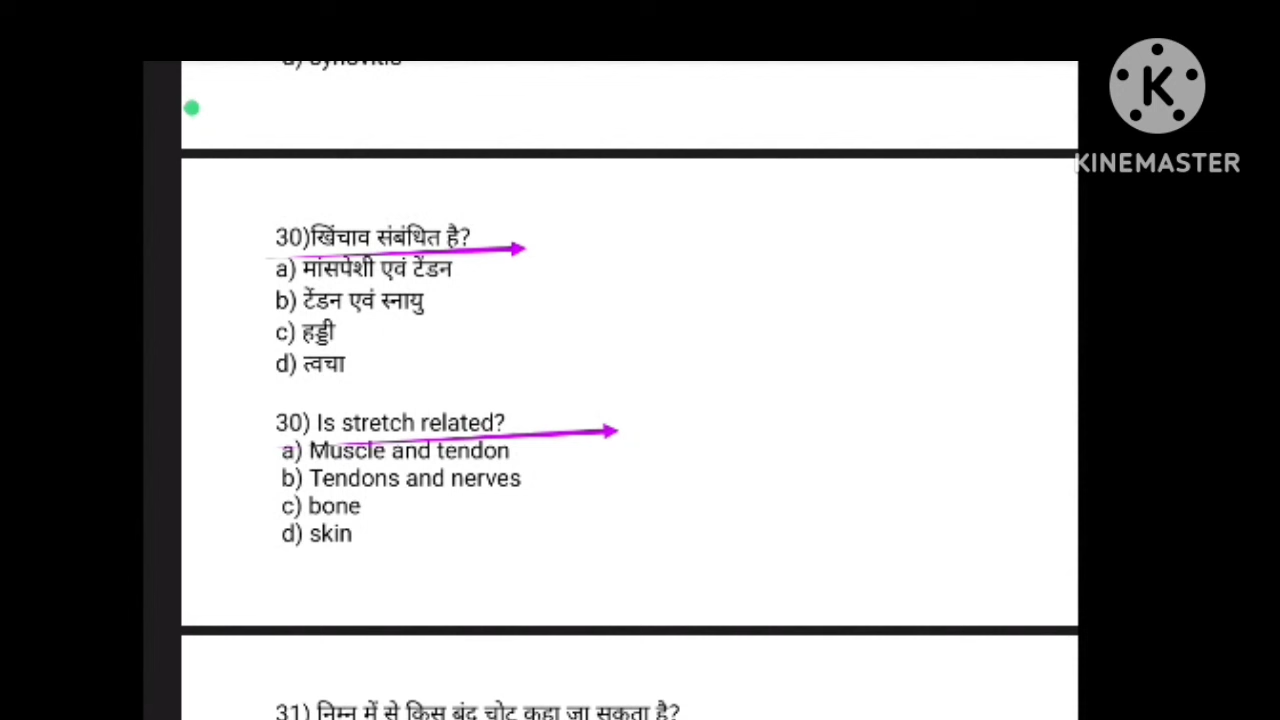 d) synovitis
KINEMASTER
30)खिंचाव संबंधित है?
a) मांसपेशी एवं टेंडन
b) टेंडन एवं स्नायु
c) हड्डी
d) त्वचा
30) Is stretch related?
a) Muscle and tendon
b) Tendons and nerves
c) bone
d) skin
31) निम्न में से किस बंद चोट कहा जा सकता है?